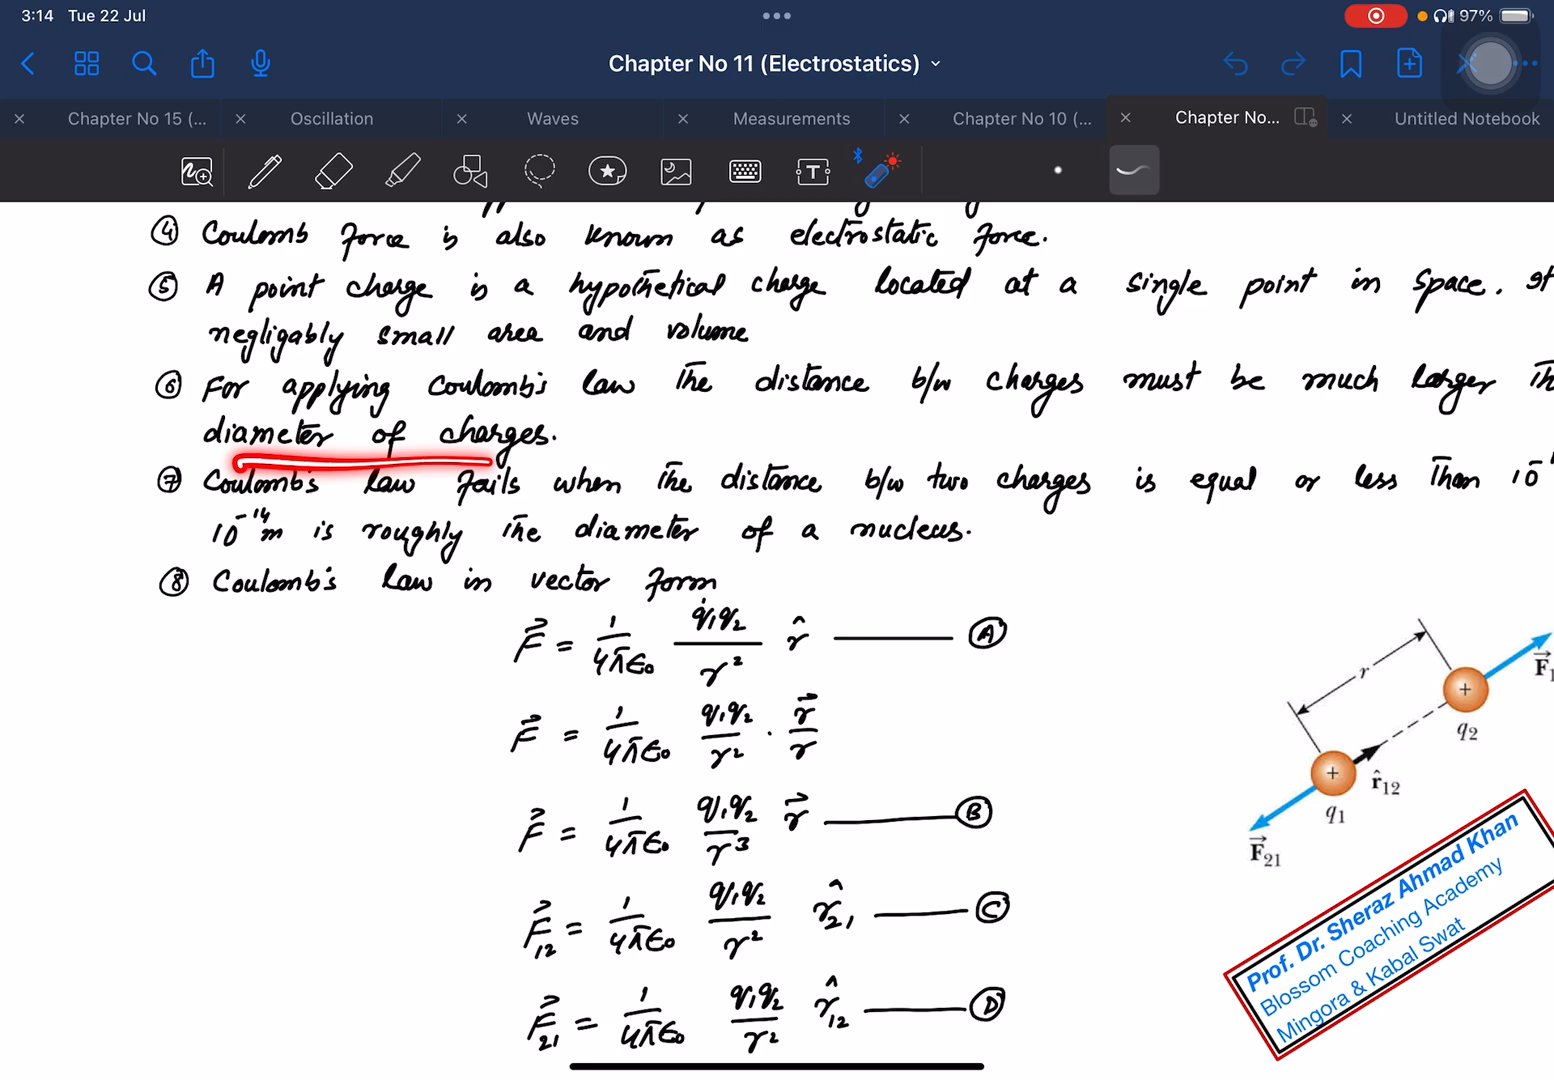 3:14 Tue 22 Jul
97%
Chapter No 11 (Electrostatics)
Chapter No 15 (...
Oscillation
Waves
Measurements
Chapter No 10 (...
Chapter No...
Untitled Notebook
④ Coulomb force is also known as electrostatic force.
⑤ A point charge is a hypothetical charge located at a single point in space. It
negligably small area and volume
⑥ For applying Coulomb's law the distance b/w charges must be much larger th
diameter of charges.
⑦ Coulomb's law fails when the distance b/w two charges is equal or less than 10⁻¹
10⁻¹⁴m is roughly the diameter of a nucleus.
⑧ Coulomb's law in vector form
F⃗ = 1/4πε₀ q₁q₂/r² r̂ —— Ⓐ
F⃗ = 1/4πε₀ q₁q₂/r² · r⃗/r
F⃗ = 1/4πε₀ q₁q₂/r³ r⃗ —— Ⓑ
F⃗₁₂ = 1/4πε₀ q₁q₂/r² r̂₂₁ —— Ⓒ
F⃗₂₁ = 1/4πε₀ q₁q₂/r² r̂₁₂ —— Ⓓ
r
F⃗₁
+
q₂
+
r̂₁₂
q₁
F⃗₂₁
Prof. Dr. Sheraz Ahmad Khan
Blossom Coaching Academy
Mingora & Kabal Swat